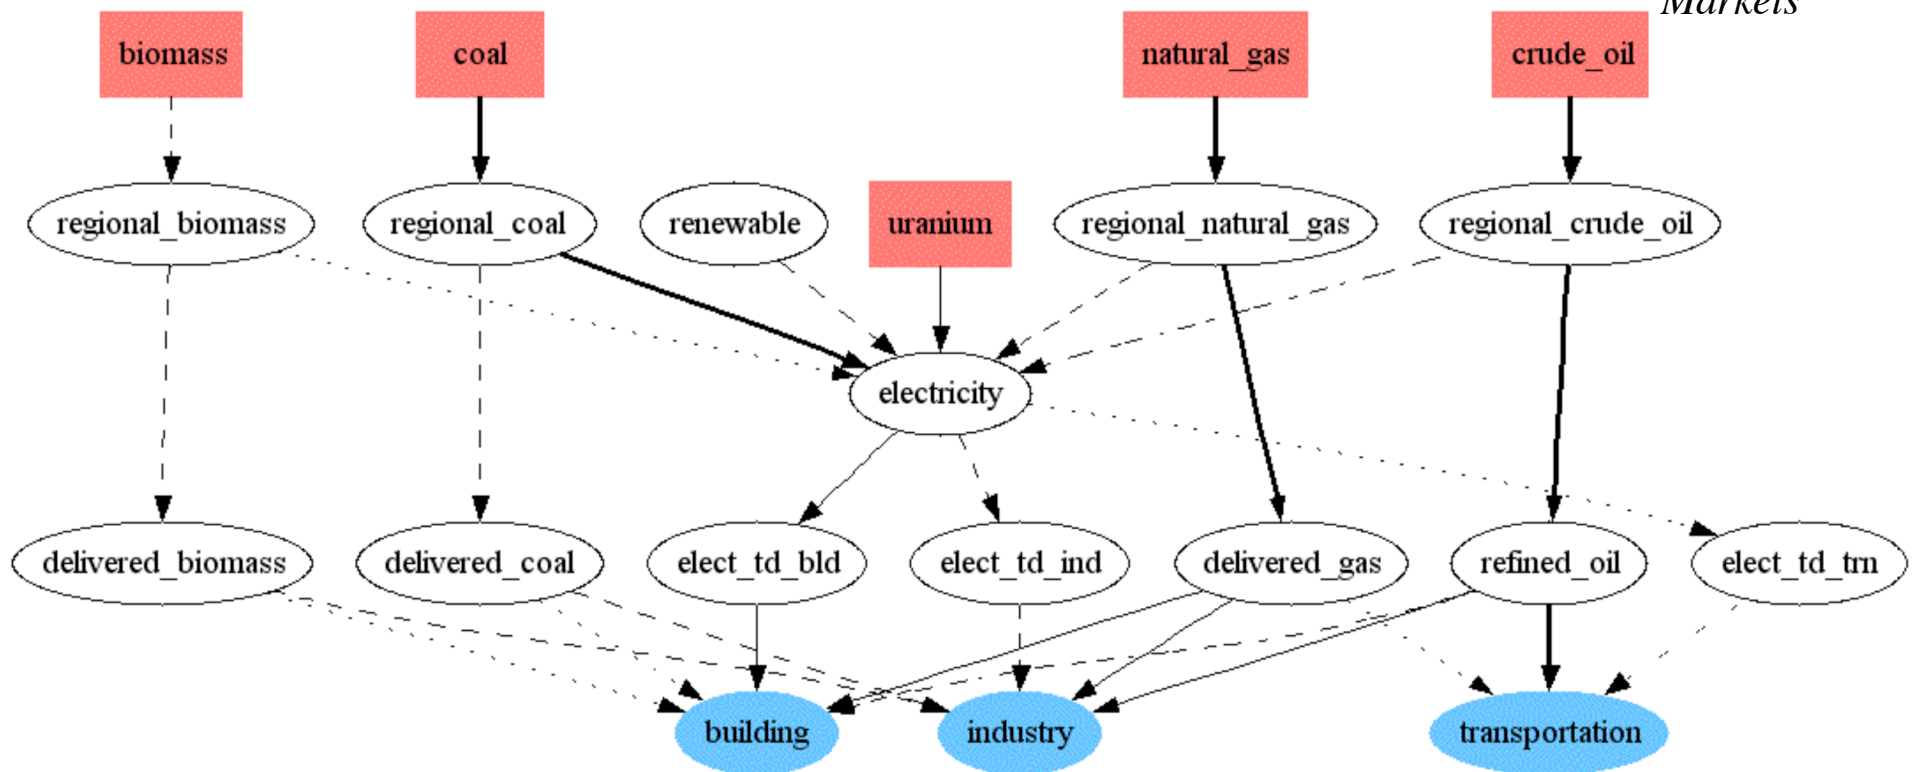 Markets
biomass
coal
natural_gas
crude_oil
regional_biomass
regional_coal
renewable
uranium
regional_natural_gas
regional_crude_oil
electricity
delivered_biomass
delivered_coal
elect_td_bld
elect_td_ind
delivered_gas
refined_oil
elect_td_trn
building
industry
transportation